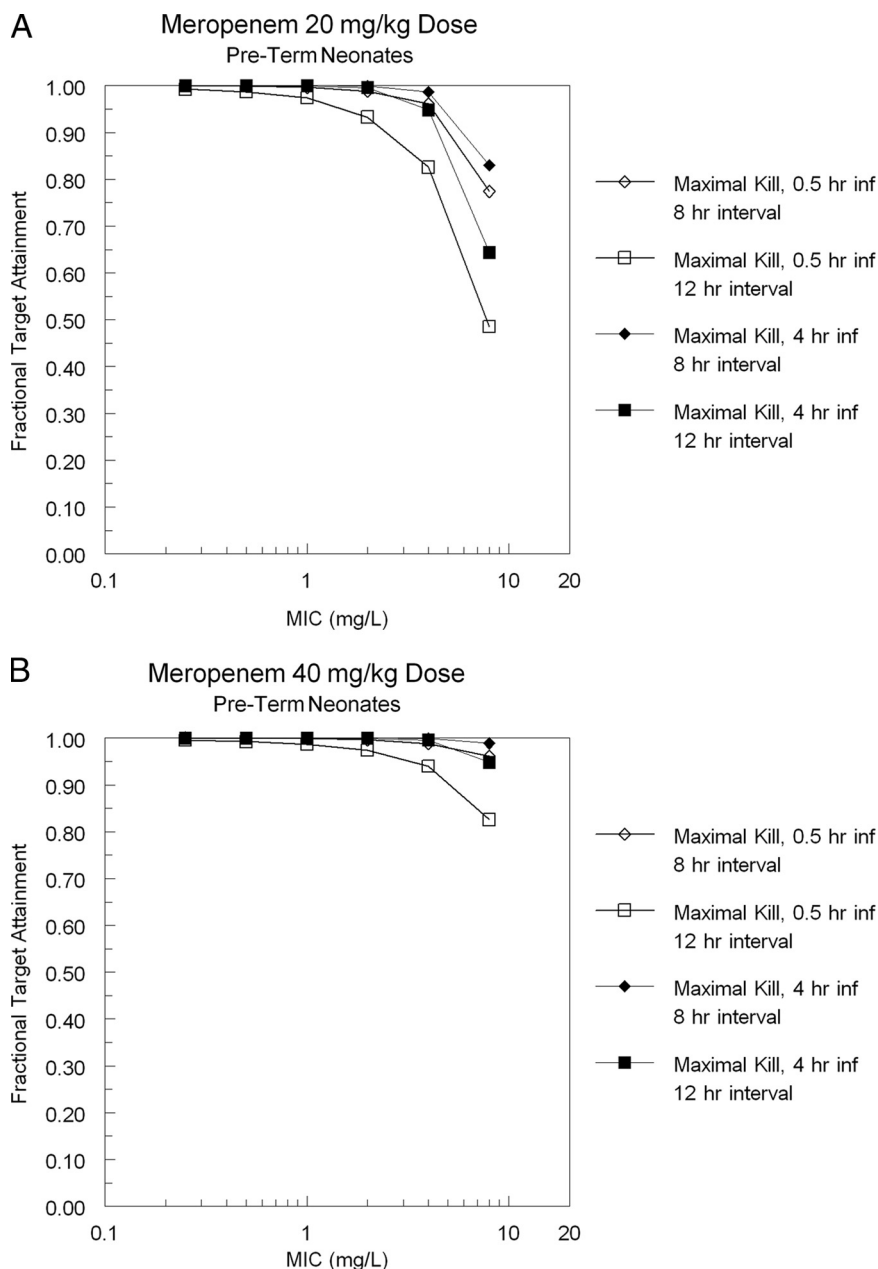 A
Meropenem 20 mg/kg Dose
Pre-Term Neonates
Fractional Target Attainment
1.00
0.90
0.80
0.70
0.60
0.50
0.40
0.30
0.20
0.10
0.00
0.1
1
10
20
MIC (mg/L)
Maximal Kill, 0.5 hr inf
8 hr interval
Maximal Kill, 0.5 hr inf
12 hr interval
Maximal Kill, 4 hr inf
8 hr interval
Maximal Kill, 4 hr inf
12 hr interval
B
Meropenem 40 mg/kg Dose
Pre-Term Neonates
Fractional Target Attainment
1.00
0.90
0.80
0.70
0.60
0.50
0.40
0.30
0.20
0.10
0.00
0.1
1
10
20
MIC (mg/L)
Maximal Kill, 0.5 hr inf
8 hr interval
Maximal Kill, 0.5 hr inf
12 hr interval
Maximal Kill, 4 hr inf
8 hr interval
Maximal Kill, 4 hr inf
12 hr interval